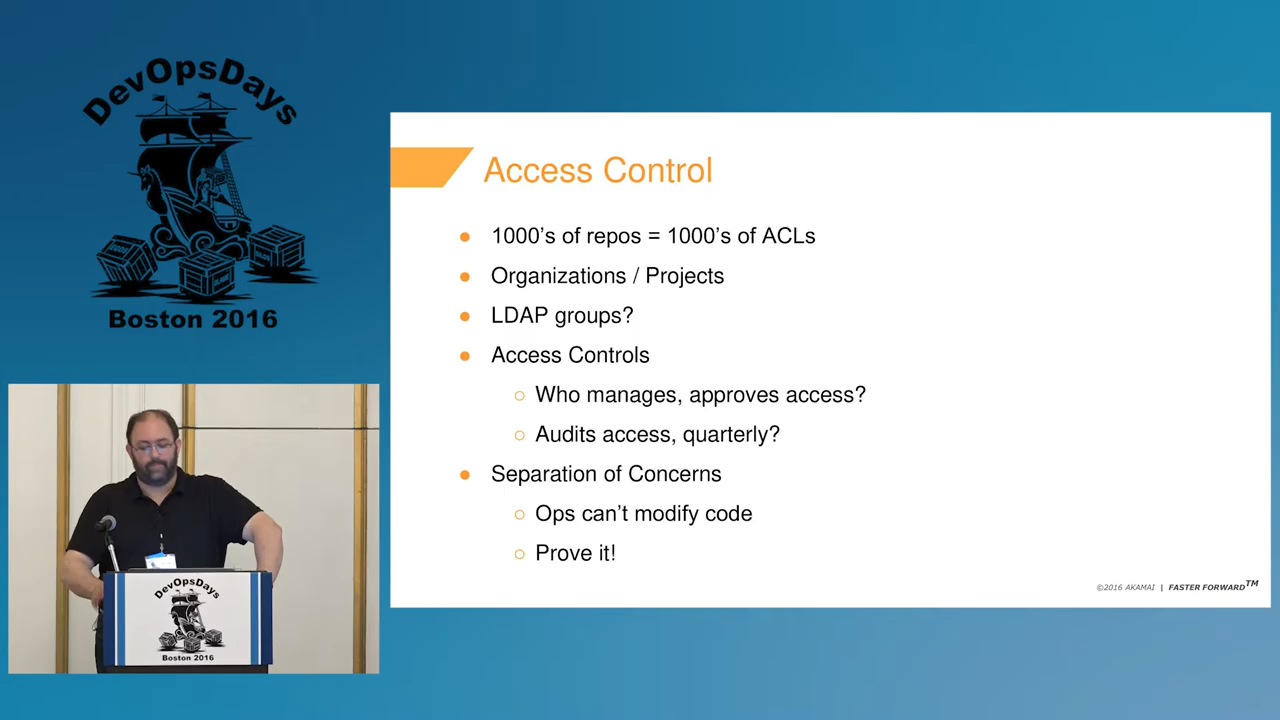 DevOpsDays
Boston 2016
Access Control
1000's of repos = 1000's of ACLs
Organizations / Projects
LDAP groups?
Access Controls
Who manages, approves access?
Audits access, quarterly?
Separation of Concerns
Ops can't modify code
Prove it!
©2016 AKAMAI | FASTER FORWARD™
DevOpsDays
Boston 2016